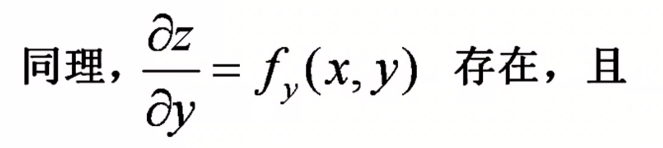 同理，∂z/∂y = f_y(x, y) 存在，且